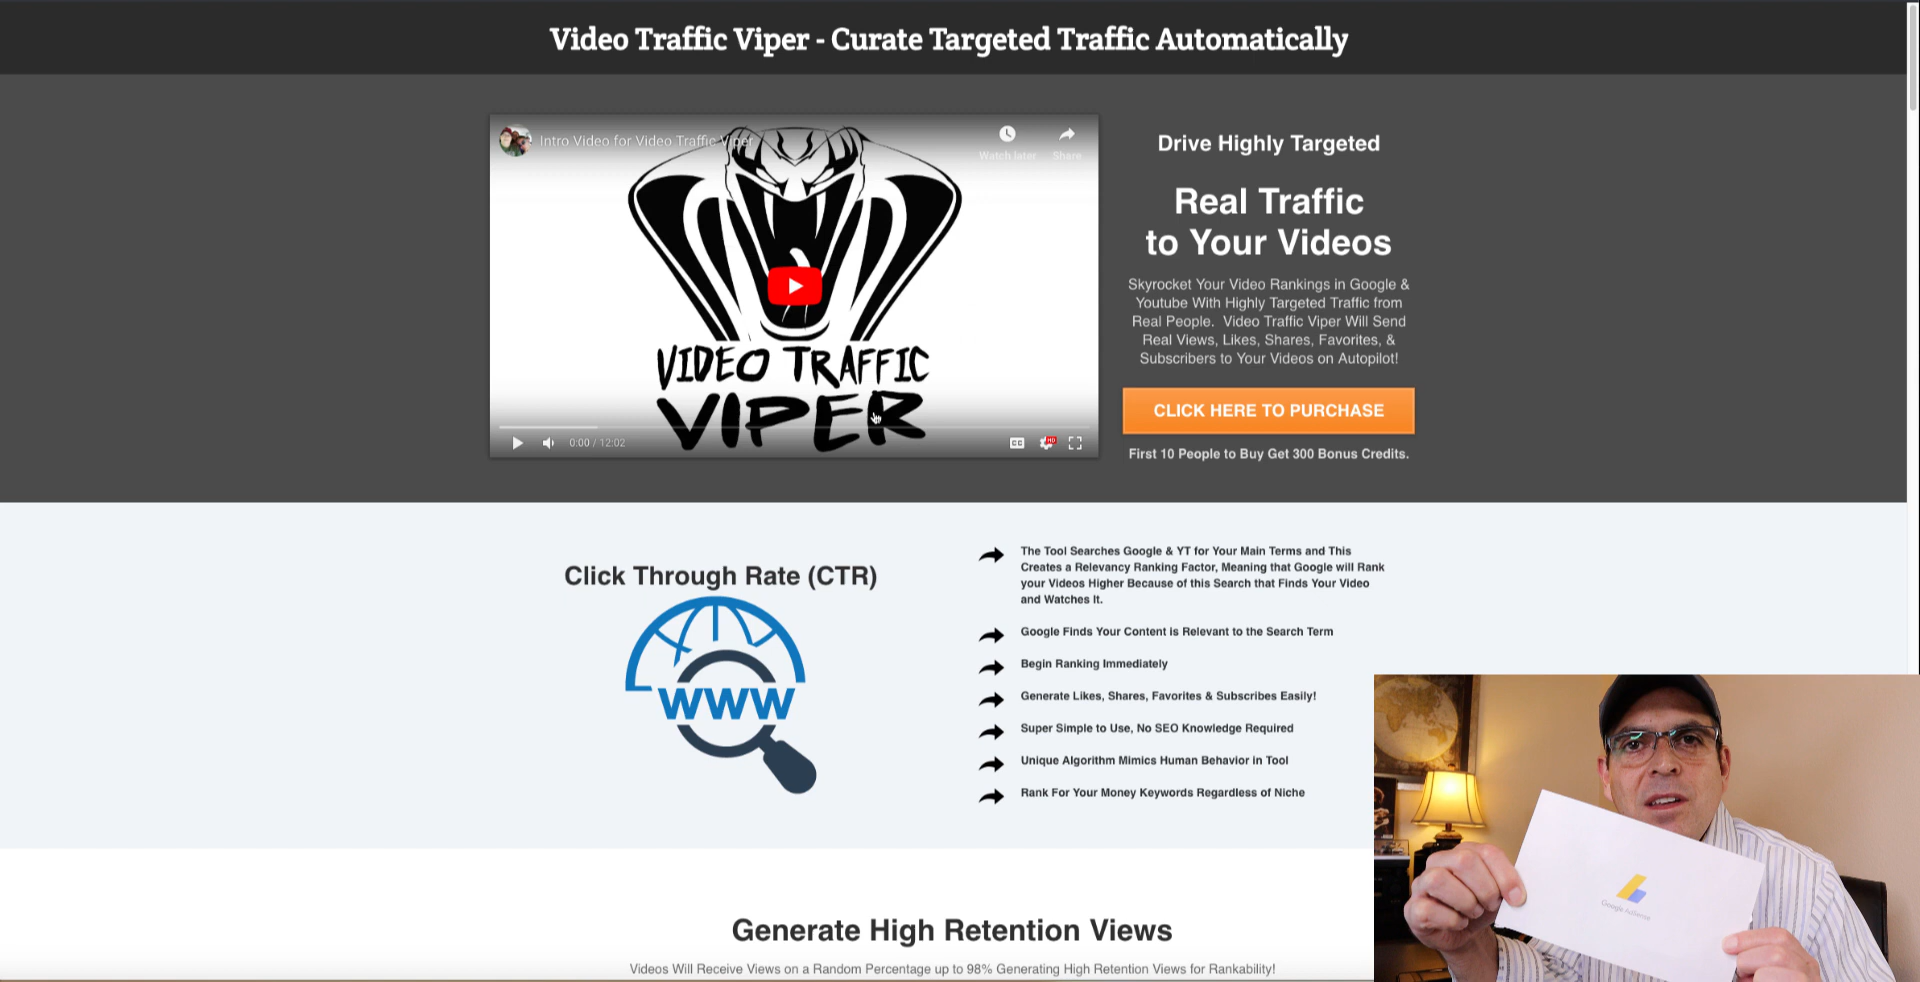 Video Traffic Viper - Curate Targeted Traffic Automatically
Intro Video for Video Traffic Viper
Watch later
Share
VIDEO TRAFFIC
VIPER
0:00 / 12:02
CC
HD
Drive Highly Targeted
Real Traffic
to Your Videos
Skyrocket Your Video Rankings in Google &
Youtube With Highly Targeted Traffic from
Real People. Video Traffic Viper Will Send
Real Views, Likes, Shares, Favorites, &
Subscribers to Your Videos on Autopilot!
CLICK HERE TO PURCHASE
First 10 People to Buy Get 300 Bonus Credits.
Click Through Rate (CTR)
WWW
The Tool Searches Google & YT for Your Main Terms and This
Creates a Relevancy Ranking Factor, Meaning that Google will Rank
your Videos Higher Because of this Search that Finds Your Video
and Watches It.
Google Finds Your Content is Relevant to the Search Term
Begin Ranking Immediately
Generate Likes, Shares, Favorites & Subscribes Easily!
Super Simple to Use, No SEO Knowledge Required
Unique Algorithm Mimics Human Behavior in Tool
Rank For Your Money Keywords Regardless of Niche
Google AdSense
Generate High Retention Views
Videos Will Receive Views on a Random Percentage up to 98% Generating High Retention Views for Rankability!